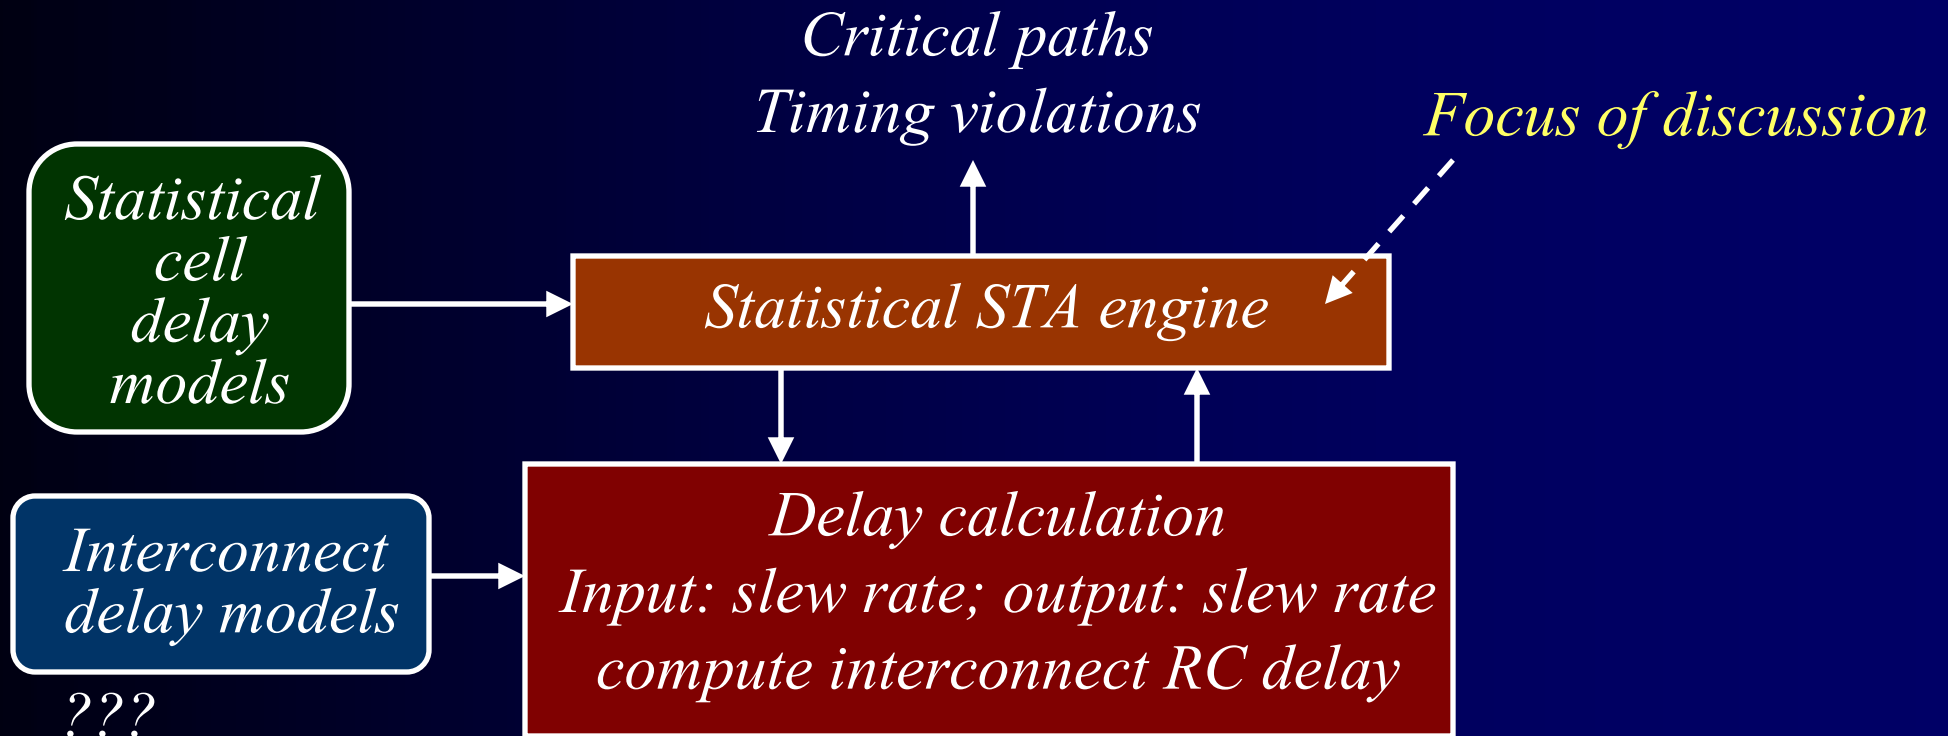 Critical paths
Timing violations
Focus of discussion
Statistical
cell
delay
models
Statistical STA engine
Interconnect
delay models
???
Delay calculation
Input: slew rate; output: slew rate
compute interconnect RC delay